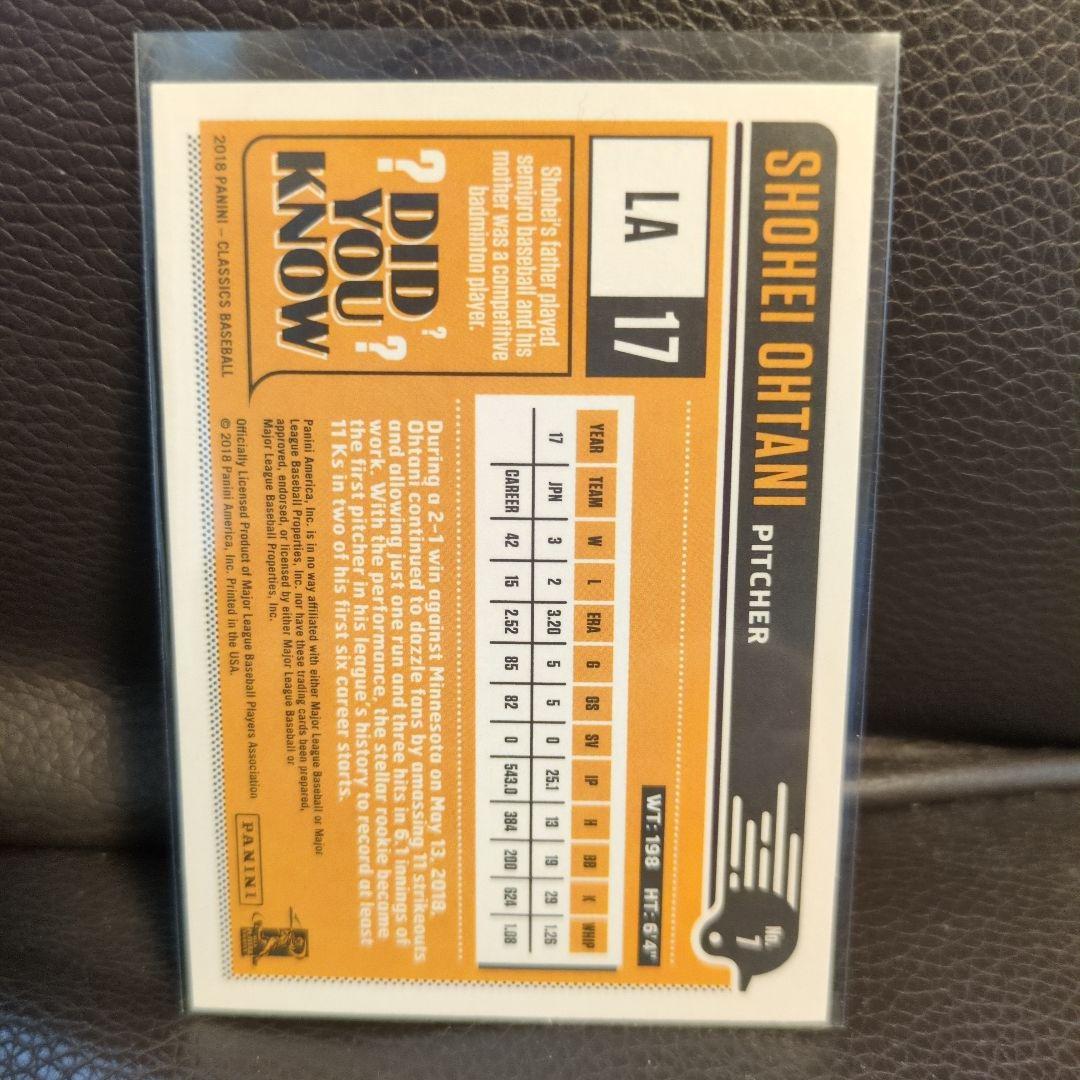 SHOHEI OHTANI PITCHER
No.
7
LA 17
WT: 198 HT: 6'4"
Shohei's father played
semipro baseball and his
mother was a competitive
badminton player.
? DID ?
YOU ?
KNOW
YEAR TEAM W L ERA G GS SV IP H BB K WHIP
17 JPN 3 2 3.20 5 5 0 25.1 13 19 29 1.26
CAREER 42 15 2.52 85 82 0 543.0 384 200 624 1.08
During a 2–1 win against Minnesota on May 13, 2018,
Ohtani continued to dazzle fans by amassing 11 strikeouts
and allowing just one run and three hits in 6.1 innings of
work. With the performance, the stellar rookie became
the first pitcher in his league's history to record at least
11 Ks in two of his first six career starts.
Panini America, Inc. is in no way affiliated with either Major League Baseball or Major
League Baseball Properties, Inc. nor have these trading cards been prepared,
approved, endorsed, or licensed by either Major League Baseball or
Major League Baseball Properties, Inc.
Officially Licensed Product of Major League Baseball Players Association
© 2018 Panini America, Inc. Printed in the USA.
2018 PANINI – CLASSICS BASEBALL
PANINI